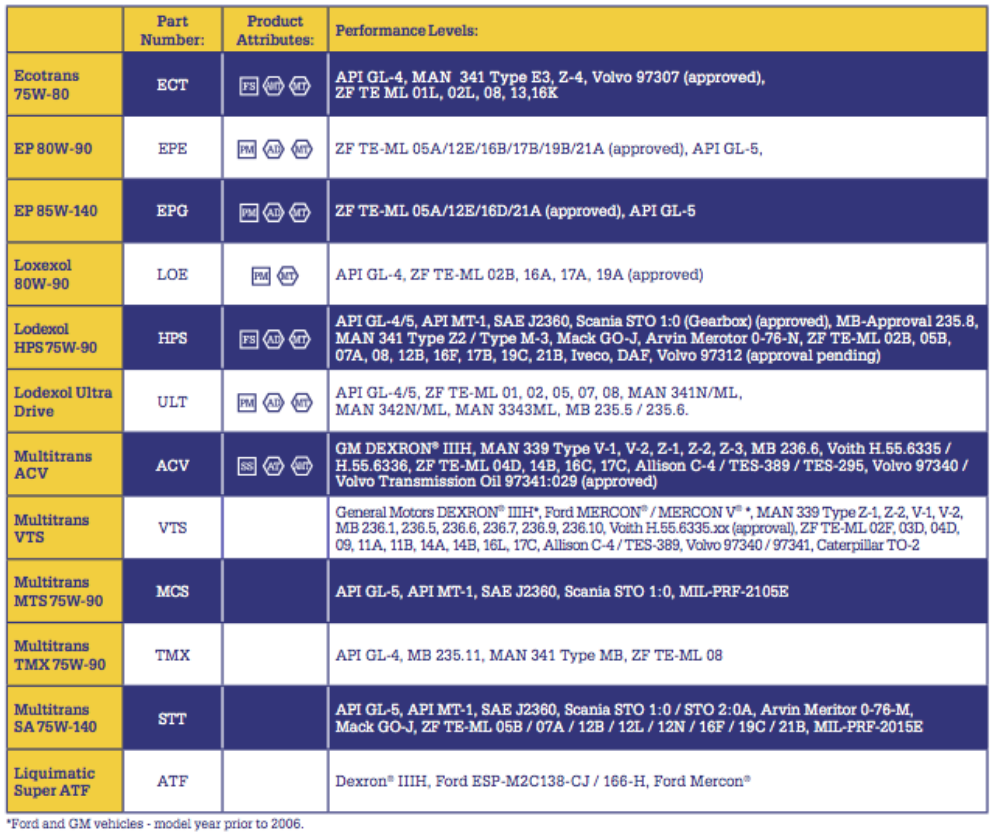 Part
Number:
Product
Attributes:
Performance Levels:
Ecotrans
75W-80
ECT
FS AMT MT
API GL-4, MAN 341 Type E3, Z-4, Volvo 97307 (approved),
ZF TE ML 01L, 02L, 08, 13,16K
EP 80W-90
EPE
PM AD MT
ZF TE-ML 05A/12E/16B/17B/19B/21A (approved), API GL-5,
EP 85W-140
EPG
PM AD MT
ZF TE-ML 05A/12E/16D/21A (approved), API GL-5
Loxexol
80W-90
LOE
PM MT
API GL-4, ZF TE-ML 02B, 16A, 17A, 19A (approved)
Lodexol
HPS 75W-90
HPS
FS AD MT
API GL-4/5, API MT-1, SAE J2360, Scania STO 1:0 (Gearbox) (approved), MB-Approval 235.8,
MAN 341 Type Z2 / Type M-3, Mack GO-J, Arvin Merotor 0-76-N, ZF TE-ML 02B, 05B,
07A, 08, 12B, 16F, 17B, 19C, 21B, Iveco, DAF, Volvo 97312 (approval pending)
Lodexol Ultra
Drive
ULT
PM AD MT
API GL-4/5, ZF TE-ML 01, 02, 05, 07, 08, MAN 341N/ML,
MAN 342N/ML, MAN 3343ML, MB 235.5 / 235.6.
Multitrans
ACV
ACV
SS AT AMT
GM DEXRON® IIIH, MAN 339 Type V-1, V-2, Z-1, Z-2, Z-3, MB 236.6, Voith H.55.6335 /
H.55.6336, ZF TE-ML 04D, 14B, 16C, 17C, Allison C-4 / TES-389 / TES-295, Volvo 97340 /
Volvo Transmission Oil 97341:029 (approved)
Multitrans
VTS
VTS
General Motors DEXRON® IIIH*, Ford MERCON® / MERCON V® *, MAN 339 Type Z-1, Z-2, V-1, V-2,
MB 236.1, 236.5, 236.6, 236.7, 236.9, 236.10, Voith H.55.6335.xx (approval), ZF TE-ML 02F, 03D, 04D,
09, 11A, 11B, 14A, 14B, 16L, 17C, Allison C-4 / TES-389, Volvo 97340 / 97341, Caterpillar TO-2
Multitrans
MTS 75W-90
MCS
API GL-5, API MT-1, SAE J2360, Scania STO 1:0, MIL-PRF-2105E
Multitrans
TMX 75W-90
TMX
API GL-4, MB 235.11, MAN 341 Type MB, ZF TE-ML 08
Multitrans
SA 75W-140
STT
API GL-5, API MT-1, SAE J2360, Scania STO 1:0 / STO 2:0A, Arvin Meritor 0-76-M,
Mack GO-J, ZF TE-ML 05B / 07A / 12B / 12L / 12N / 16F / 19C / 21B, MIL-PRF-2015E
Liquimatic
Super ATF
ATF
Dexron® IIIH, Ford ESP-M2C138-CJ / 166-H, Ford Mercon®
*Ford and GM vehicles - model year prior to 2006.